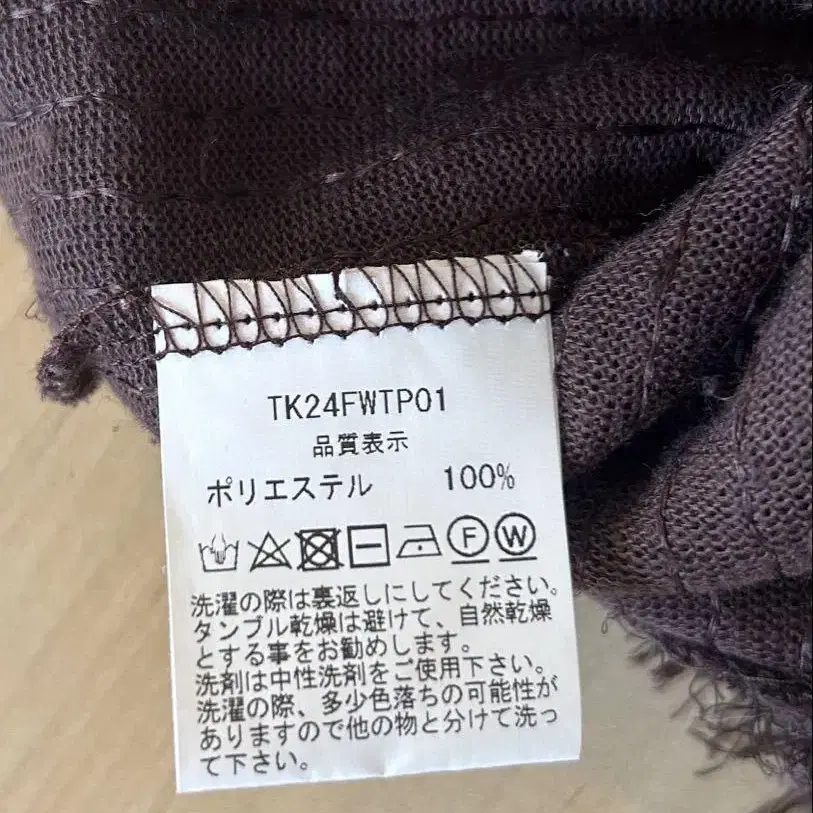 TK24FWTP01
品質表示
ポリエステル 100%
F W
洗濯の際は裏返しにしてください。
タンブル乾燥は避けて、自然乾燥
とする事をお勧めします。
洗剤は中性洗剤をご使用下さい。
洗濯の際、多少色落ちの可能性が
ありますので他の物と分けて洗っ
て下さい。